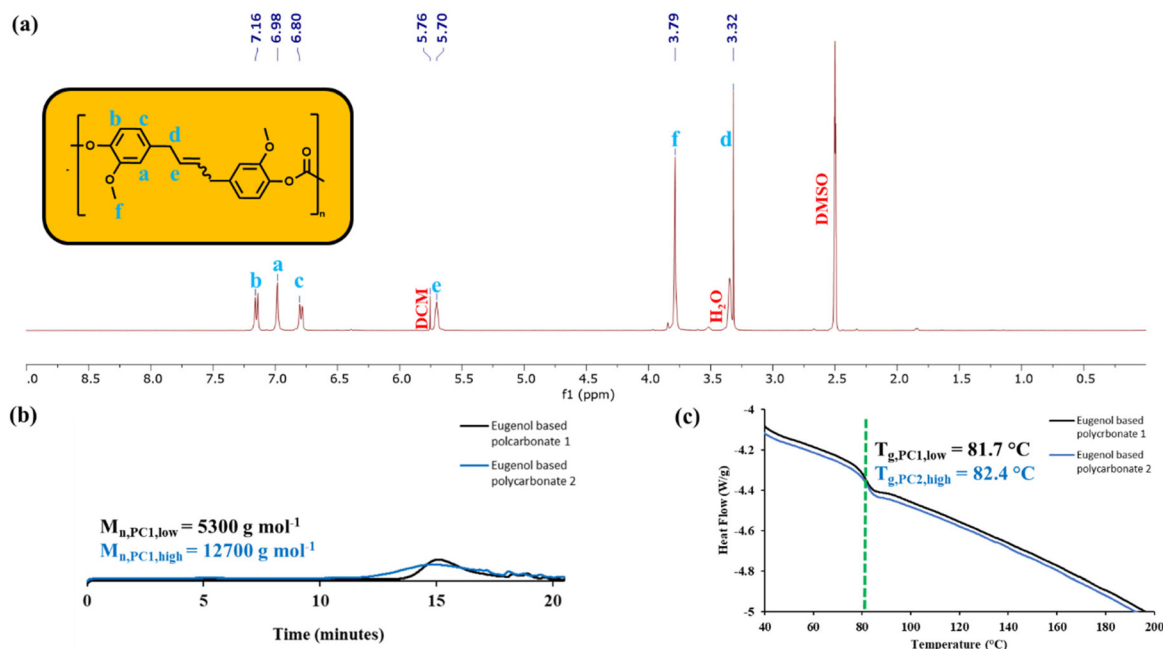 (a)
7.16
6.98
6.80
5.76
5.70
3.79
3.32
b
c
d
O
O
O
a
e
O
O
f
n
b
a
c
DCM
e
f
d
H₂O
DMSO
.0 8.5 8.0 7.5 7.0 6.5 6.0 5.5 5.0 4.5 4.0 3.5 3.0 2.5 2.0 1.5 1.0 0.5
f1 (ppm)
(b)
Eugenol based
polcarbonate 1
Eugenol based
polycarbonate 2
Mn,PC1,low = 5300 g mol⁻¹
Mn,PC1,high = 12700 g mol⁻¹
0 5 10 15 20
Time (minutes)
(c)
Eugenol based
polycrbonate 1
Eugenol based
polycarbonate 2
Tg,PC1,low = 81.7 °C
Tg,PC2,high = 82.4 °C
-4
-4.2
-4.4
-4.6
-4.8
-5
Heat Flow (W/g)
40 60 80 100 120 140 160 180 200
Temperature (°C)